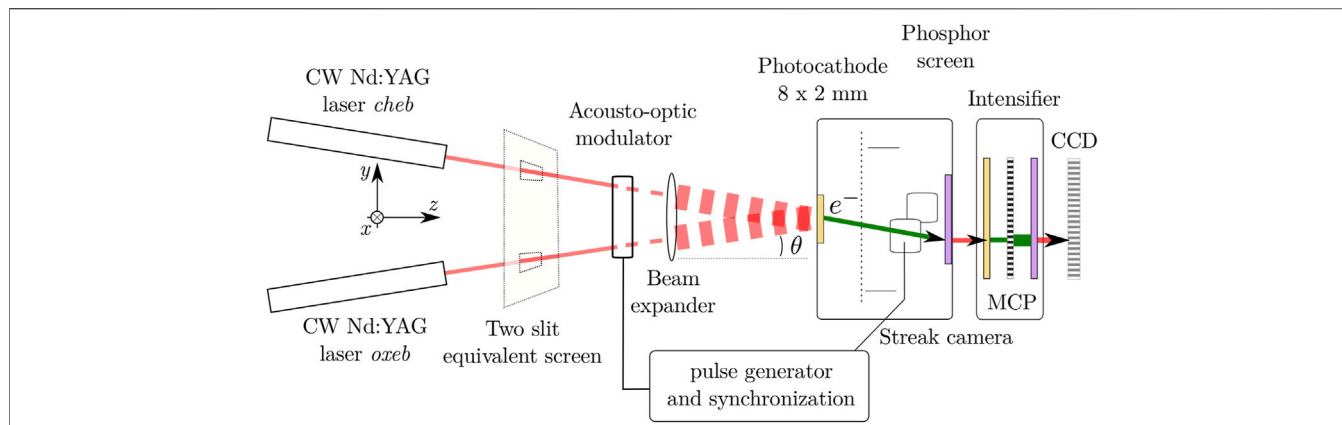 CW Nd:YAG
laser cheb
y
z
x
CW Nd:YAG
laser oxeb
Two slit
equivalent screen
Acousto-optic
modulator
Beam
expander
θ
Photocathode
8 x 2 mm
e−
Phosphor
screen
Streak camera
Intensifier
MCP
CCD
pulse generator
and synchronization